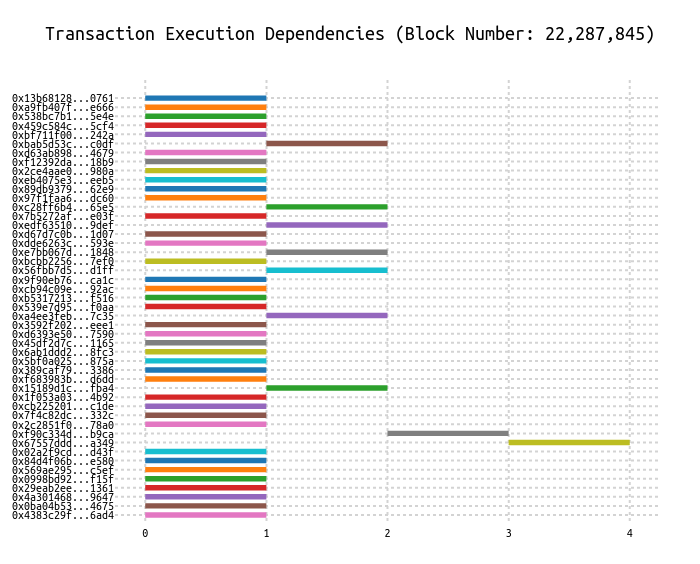 Transaction Execution Dependencies (Block Number: 22,287,845)
0x13b68128...0761
0xa9fb407f...e666
0x538bc7b1...5e4e
0x459c584c...5cf4
0xbf711f00...242a
0xbab5d53c...c0df
0xd63ab898...4679
0xf12392da...18b9
0x2ce4aae0...980a
0xeb4075e3...eeb5
0x89db9379...62e9
0x97f1faa6...dc60
0xc28ff6b4...65e5
0x7b5272af...e03f
0xedf63510...9def
0xd67d7c0b...1d07
0xdde6263c...593e
0xe7bb067d...1848
0xbcbb2256...7ef0
0x56fbb7d5...d1ff
0x9f90eb76...ca1c
0xcb94c09e...92ac
0xb5317213...f516
0x539e7d95...f0aa
0xa4ee3feb...7c35
0x3592f202...eee1
0xd6393e50...7590
0x45df2d7c...1165
0x6ab1ddd2...8fc3
0x5bf0a025...875a
0x389caf79...3386
0xf683983b...d6dd
0x15189d1c...fba4
0x1f053a03...4b92
0xcb225201...c1de
0x7f4c82dc...332c
0x2c2851f0...78a0
0xf90c334d...b9ca
0x67557ddd...a349
0x02a2f9cd...d43f
0x84d4f06b...e580
0x569ae295...c5ef
0x0998bd92...f15f
0x29eab2ee...1361
0x4a301468...9647
0x0ba04b53...4675
0x4383c29f...6ad4
0 1 2 3 4